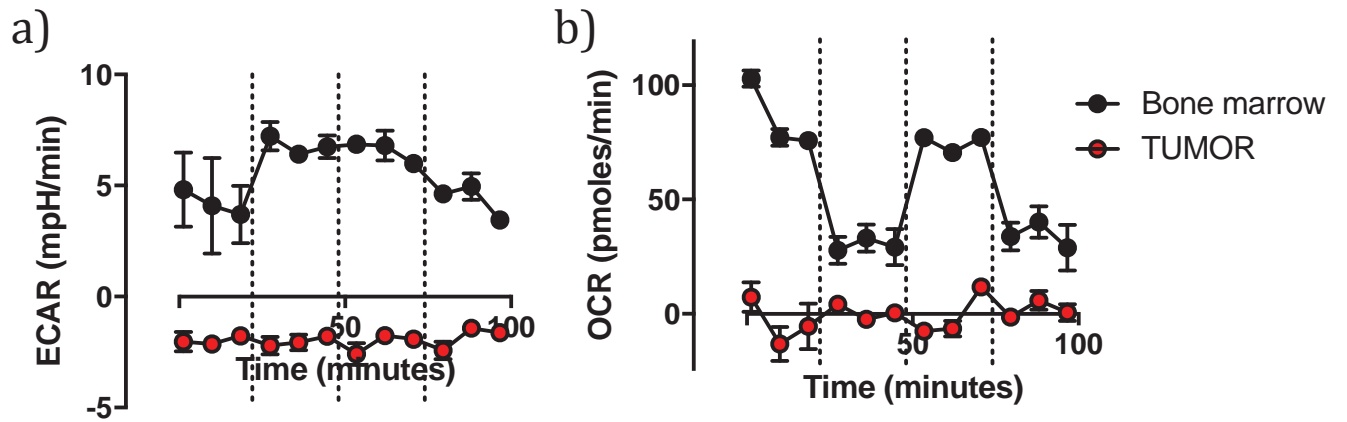 a)
ECAR (mpH/min)
10
5
0
-5
50
100
Time (minutes)
b)
OCR (pmoles/min)
100
50
0
50
100
Time (minutes)
Bone marrow
TUMOR